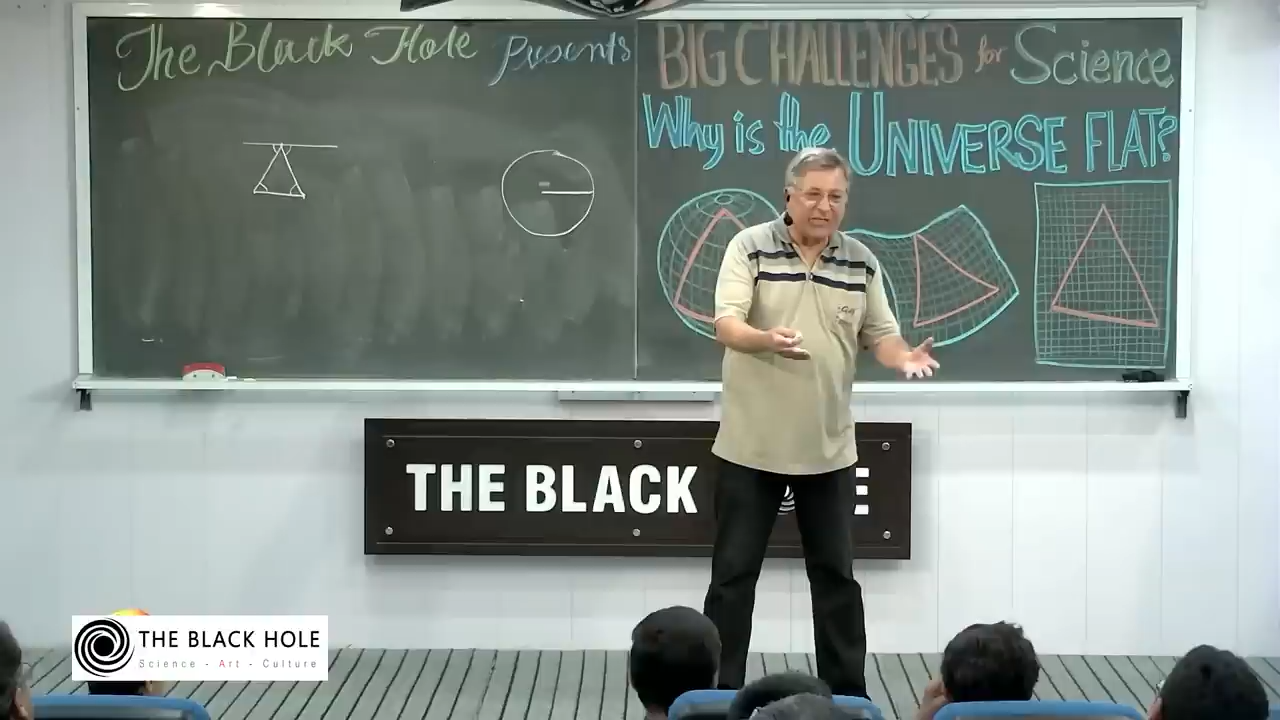 The Black Hole Presents
BIG CHALLENGES for Science
Why is the UNIVERSE FLAT?
THE BLACK
E
THE BLACK HOLE
Science - Art - Culture